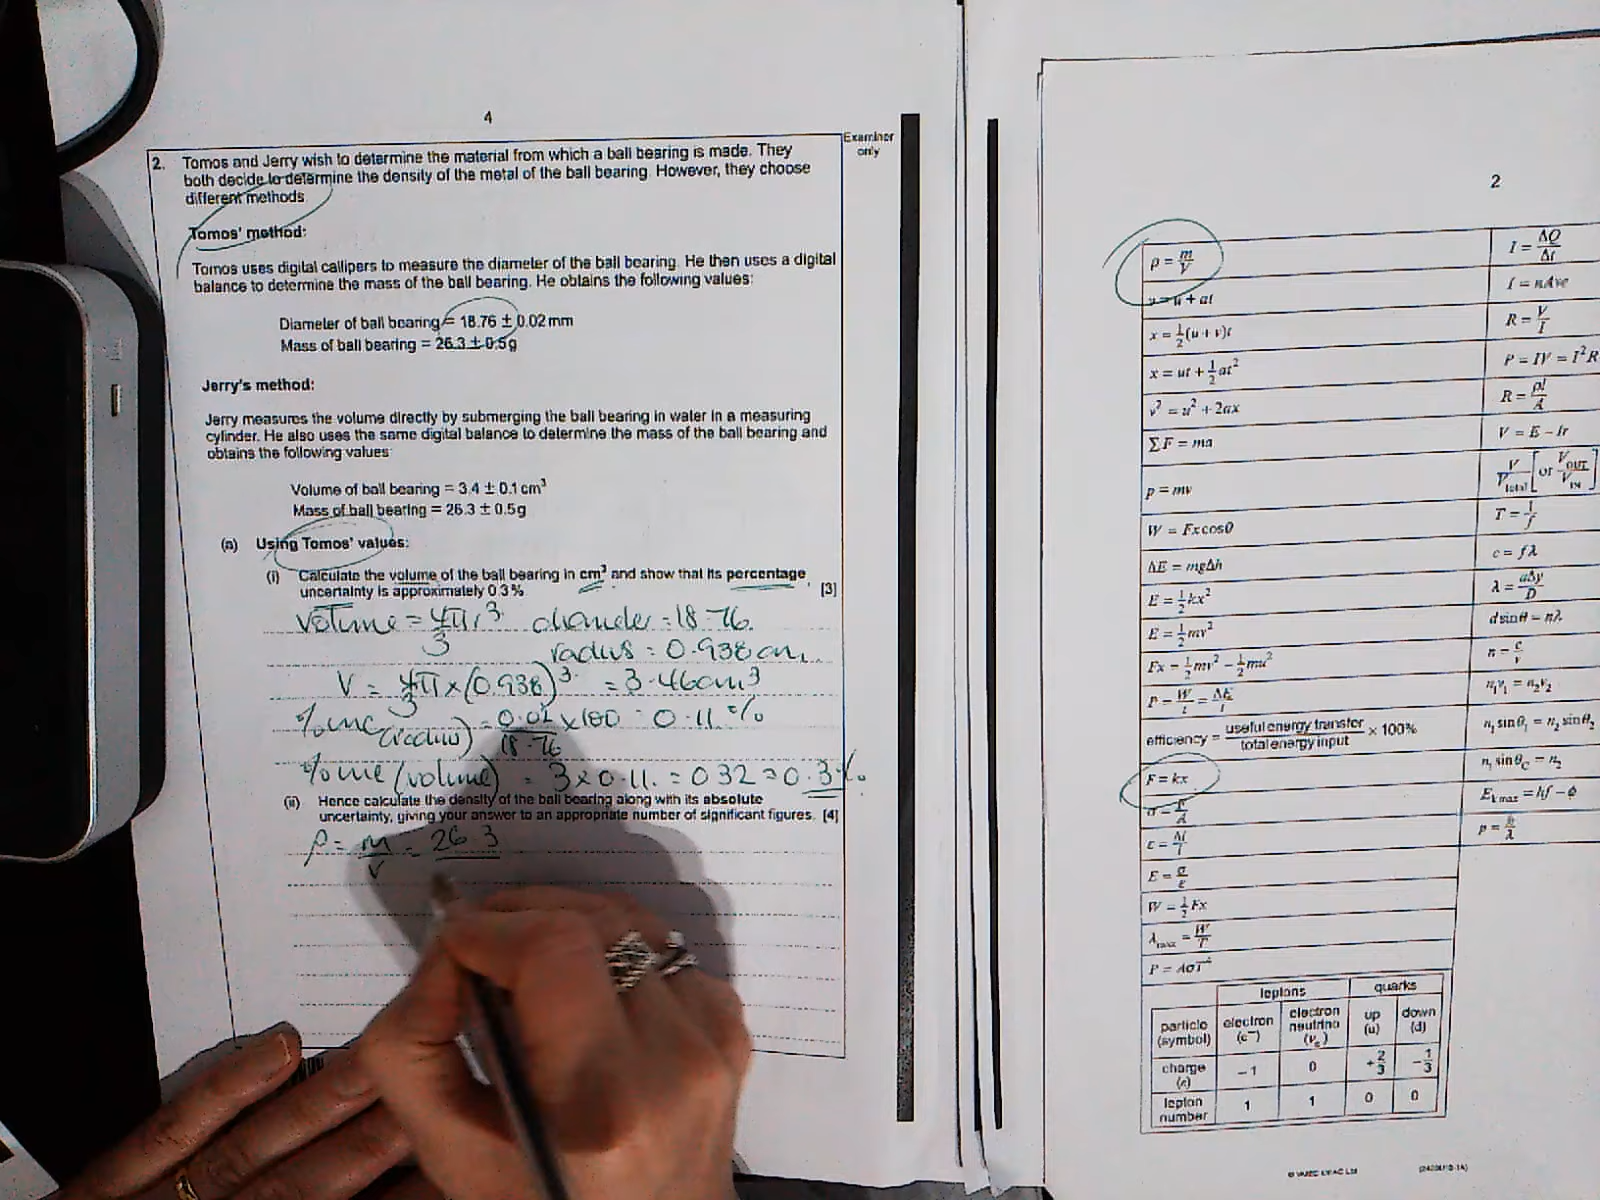 4
Examiner
only
2. Tomos and Jerry wish to determine the material from which a ball bearing is made. They
both decide to determine the density of the metal of the ball bearing. However, they choose
different methods.
Tomos' method:
Tomos uses digital callipers to measure the diameter of the ball bearing. He then uses a digital
balance to determine the mass of the ball bearing. He obtains the following values:
Diameter of ball bearing = 18.76 ± 0.02 mm
Mass of ball bearing = 26.3 ± 0.5 g
Jerry's method:
Jerry measures the volume directly by submerging the ball bearing in water in a measuring
cylinder. He also uses the same digital balance to determine the mass of the ball bearing and
obtains the following values
Volume of ball bearing = 3.4 ± 0.1 cm³
Mass of ball bearing = 26.3 ± 0.5 g
(a) Using Tomos' values:
(i) Calculate the volume of the ball bearing in cm³ and show that its percentage
uncertainty is approximately 0.3% [3]
Volume = 4πr³/3 diameter = 18.76
radius = 0.938cm
V = 4π/3 × (0.938)³ = 3.46cm³
% unc (radius) = 0.02/18.76 × 100 = 0.11 %
% unc (volume) = 3 × 0.11 = 0.32 = 0.3%
(ii) Hence calculate the density of the ball bearing along with its absolute
uncertainty, giving your answer to an appropriate number of significant figures. [4]
ρ = m/v = 26.3
2
ρ = m/V
v = u + at
x = 1/2(u + v)t
x = ut + 1/2at²
v² = u² + 2ax
ΣF = ma
p = mv
W = Fx cosθ
ΔE = mgΔh
E = 1/2kx²
E = 1/2mv²
Fx = 1/2mv² − 1/2mu²
P = W/t = ΔE/t
efficiency = useful energy transfer/total energy input × 100%
F = kx
σ = F/A
ε = Δl/l
E = σ/ε
W = 1/2Fx
λmax = W/T
P = AσT⁴
I = ΔQ/Δt
I = nAve
R = V/I
P = IV = I²R
R = ρl/A
V = E − Ir
V/Vtotal [or VOUT/VIN]
T = 1/f
c = fλ
λ = aΔy/D
d sinθ = nλ
n = c/v
n₁v₁ = n₂v₂
n₁ sinθ₁ = n₂ sinθ₂
n₁ sinθC = n₂
Ek max = hf − ϕ
p = h/λ
leptons quarks
particle (symbol) electron (e⁻) electron neutrino (νe) up (u) down (d)
charge (e) −1 0 +2/3 −1/3
lepton number 1 1 0 0
© WJEC CBAC Ltd